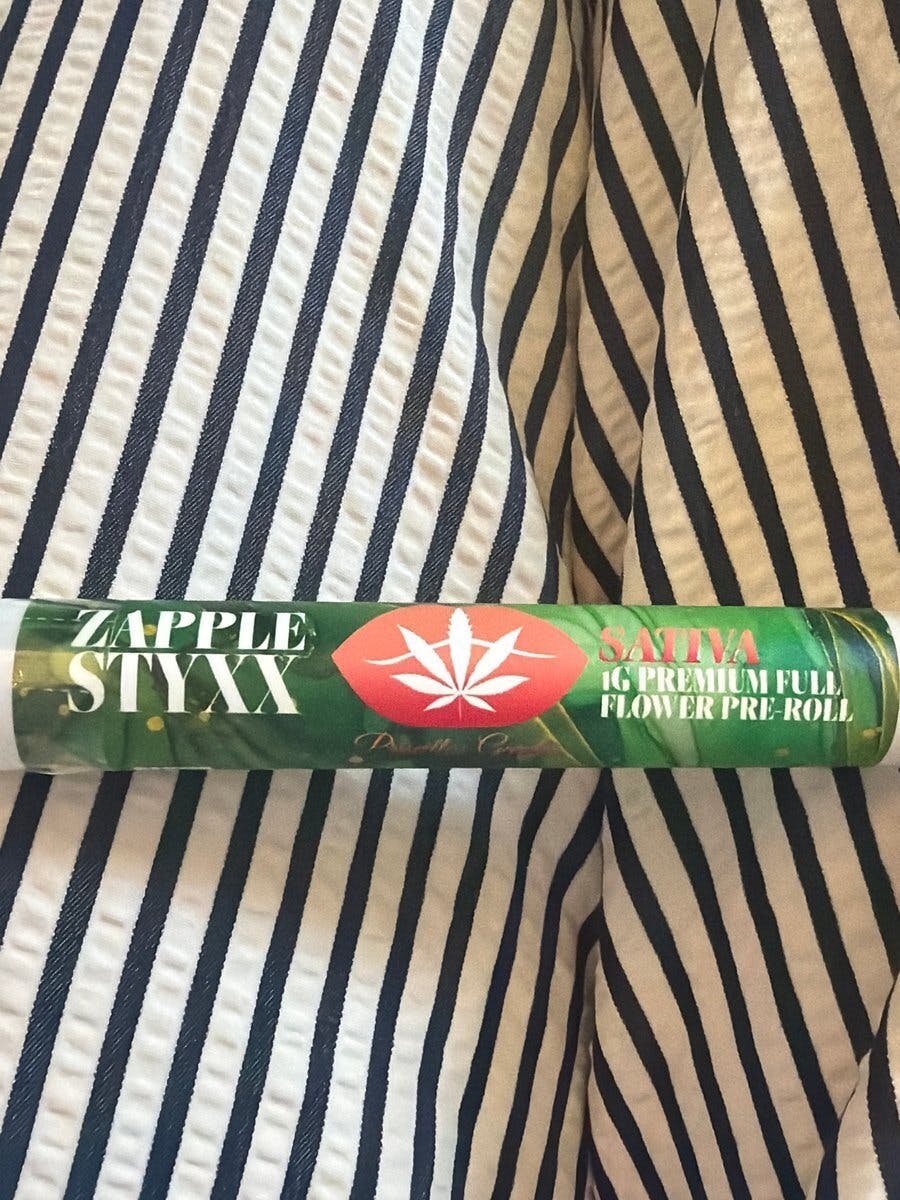 ZAPPLE
STYXX
SATIVA
1G PREMIUM FULL
FLOWER PRE-ROLL